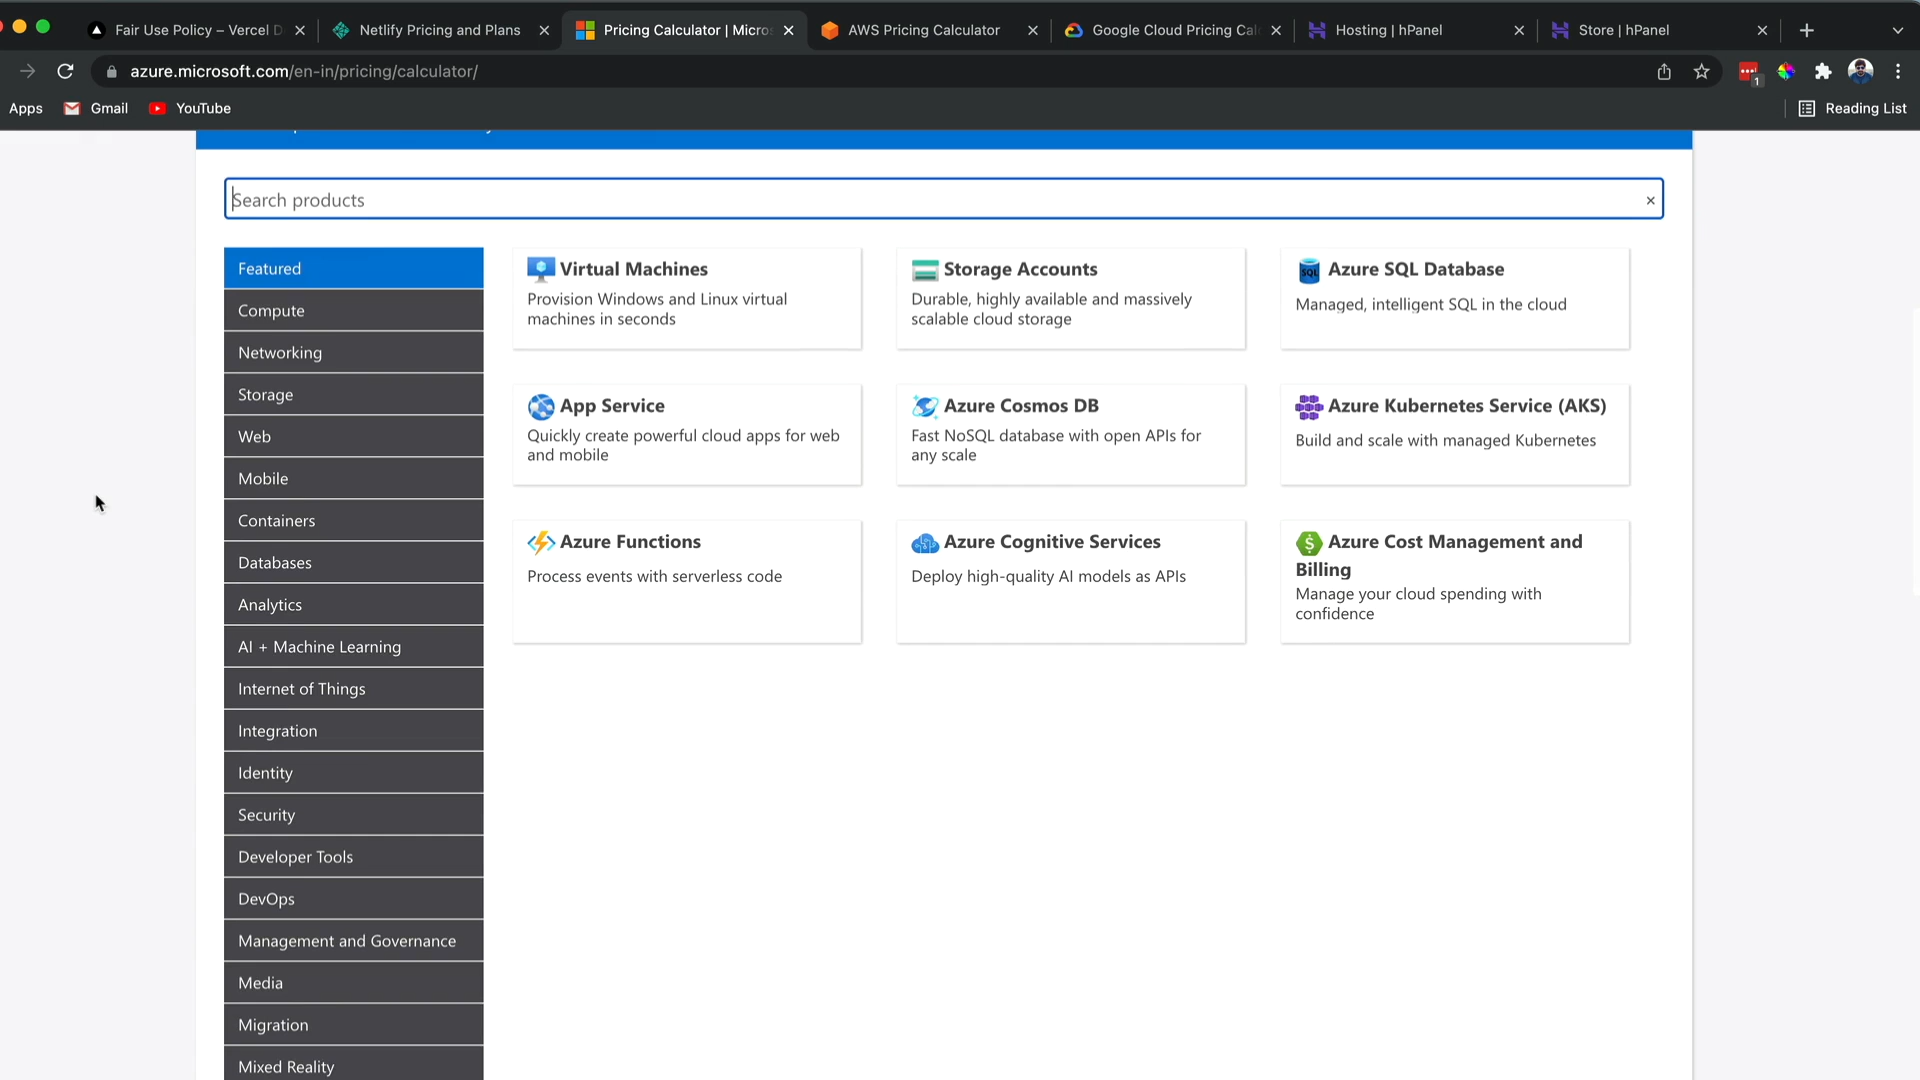 Fair Use Policy – Vercel D
Netlify Pricing and Plans
Pricing Calculator | Micros
AWS Pricing Calculator
Google Cloud Pricing Cal
Hosting | hPanel
Store | hPanel
azure.microsoft.com/en-in/pricing/calculator/
1
Apps
Gmail
YouTube
Reading List
Search products
Featured
Compute
Networking
Storage
Web
Mobile
Containers
Databases
Analytics
AI + Machine Learning
Internet of Things
Integration
Identity
Security
Developer Tools
DevOps
Management and Governance
Media
Migration
Mixed Reality
Virtual Machines
Provision Windows and Linux virtual
machines in seconds
Storage Accounts
Durable, highly available and massively
scalable cloud storage
SQL
Azure SQL Database
Managed, intelligent SQL in the cloud
App Service
Quickly create powerful cloud apps for web
and mobile
Azure Cosmos DB
Fast NoSQL database with open APIs for
any scale
Azure Kubernetes Service (AKS)
Build and scale with managed Kubernetes
Azure Functions
Process events with serverless code
Azure Cognitive Services
Deploy high-quality AI models as APIs
Azure Cost Management and
Billing
Manage your cloud spending with
confidence